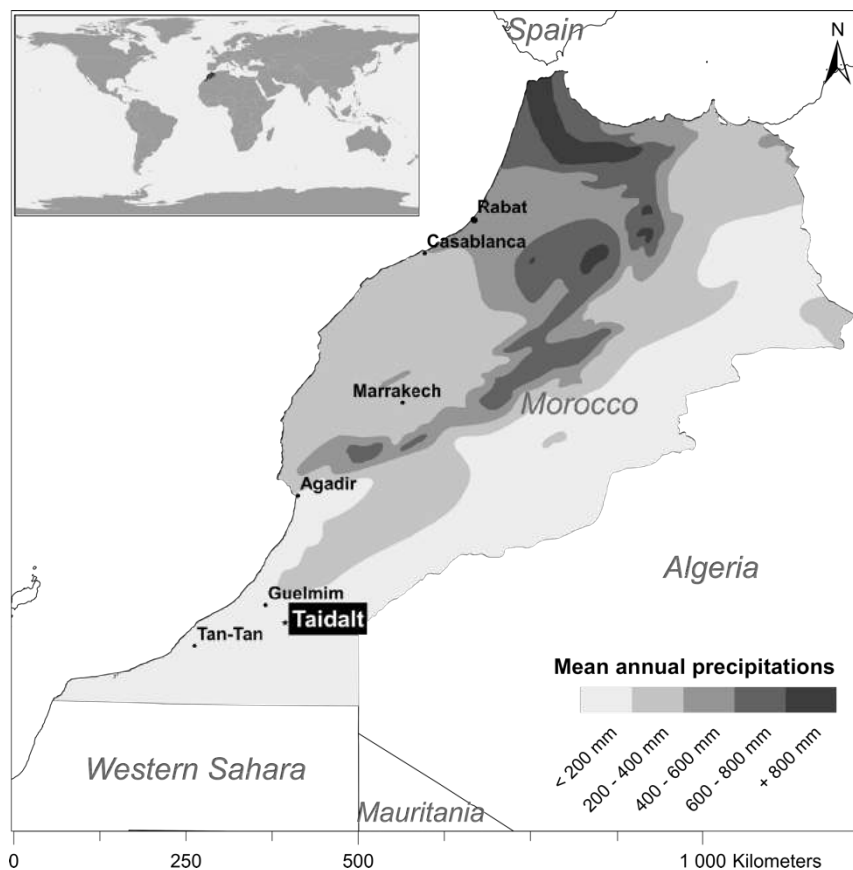 Spain
N
Rabat
Casablanca
Marrakech
Morocco
Agadir
Algeria
Guelmim
Taidalt
Tan-Tan
Mean annual precipitations
< 200 mm
200 - 400 mm
400 - 600 mm
600 - 800 mm
+ 800 mm
Western Sahara
Mauritania
0 250 500 1 000 Kilometers